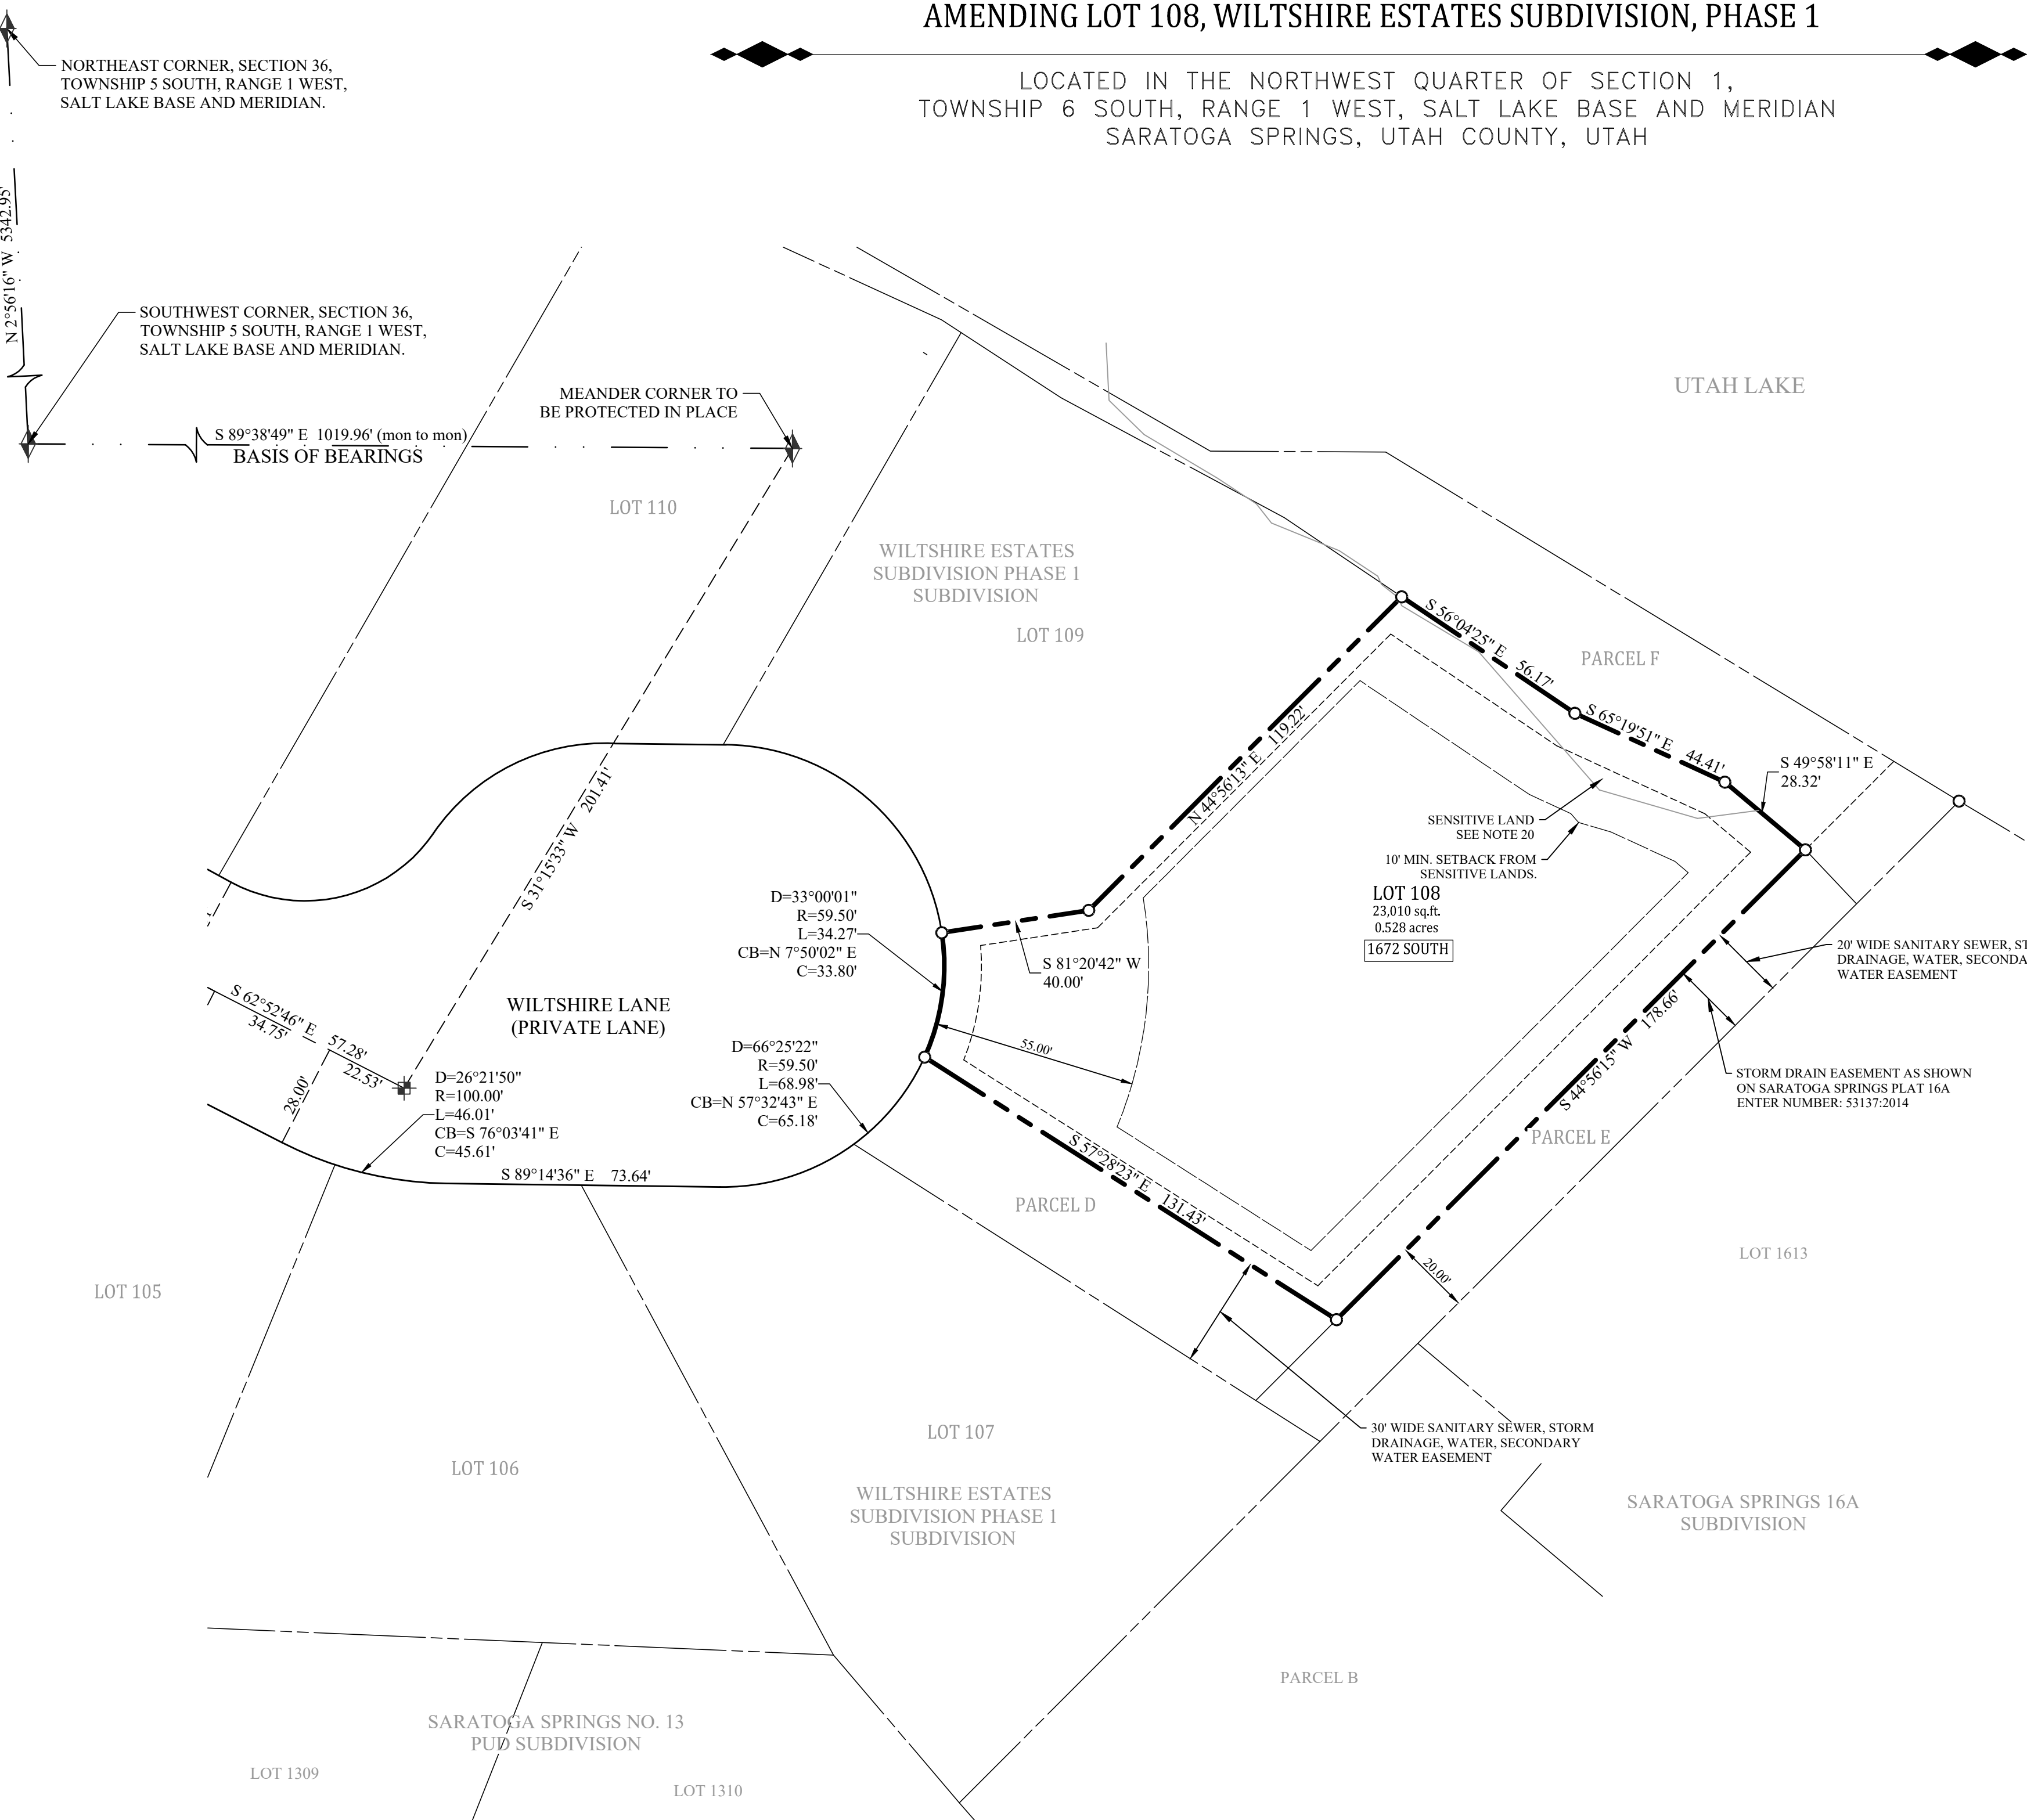 AMENDING LOT 108, WILTSHIRE ESTATES SUBDIVISION, PHASE 1
LOCATED IN THE NORTHWEST QUARTER OF SECTION 1,
TOWNSHIP 6 SOUTH, RANGE 1 WEST, SALT LAKE BASE AND MERIDIAN
SARATOGA SPRINGS, UTAH COUNTY, UTAH
NORTHEAST CORNER, SECTION 36,
TOWNSHIP 5 SOUTH, RANGE 1 WEST,
SALT LAKE BASE AND MERIDIAN.
N 2°56'16" W 5342.95'
SOUTHWEST CORNER, SECTION 36,
TOWNSHIP 5 SOUTH, RANGE 1 WEST,
SALT LAKE BASE AND MERIDIAN.
MEANDER CORNER TO
BE PROTECTED IN PLACE
S 89°38'49" E 1019.96' (mon to mon)
BASIS OF BEARINGS
UTAH LAKE
LOT 110
WILTSHIRE ESTATES
SUBDIVISION PHASE 1
SUBDIVISION
LOT 109
S 56°04'25" E 56.17'
PARCEL F
S 65°19'51" E 44.41'
S 49°58'11" E
28.32'
N 44°56'13" E 119.22'
S 31°15'33" W 201.41'
SENSITIVE LAND
SEE NOTE 20
10' MIN. SETBACK FROM
SENSITIVE LANDS.
LOT 108
23,010 sq.ft.
0.528 acres
1672 SOUTH
D=33°00'01"
R=59.50'
L=34.27'
CB=N 7°50'02" E
C=33.80'
S 81°20'42" W
40.00'
20' WIDE SANITARY SEWER, ST
DRAINAGE, WATER, SECONDA
WATER EASEMENT
WILTSHIRE LANE
(PRIVATE LANE)
S 62°52'46" E 57.28'
34.75'
22.53'
28.00'
D=66°25'22"
R=59.50'
L=68.98'
CB=N 57°32'43" E
C=65.18'
55.00'
D=26°21'50"
R=100.00'
L=46.01'
CB=S 76°03'41" E
C=45.61'
S 89°14'36" E 73.64'
S 44°56'15" W 178.66'
STORM DRAIN EASEMENT AS SHOWN
ON SARATOGA SPRINGS PLAT 16A
ENTER NUMBER: 53137:2014
PARCEL E
S 57°28'23" E 131.43'
PARCEL D
20.00'
LOT 1613
LOT 105
LOT 106
LOT 107
WILTSHIRE ESTATES
SUBDIVISION PHASE 1
SUBDIVISION
30' WIDE SANITARY SEWER, STORM
DRAINAGE, WATER, SECONDARY
WATER EASEMENT
SARATOGA SPRINGS 16A
SUBDIVISION
PARCEL B
SARATOGA SPRINGS NO. 13
PUD SUBDIVISION
LOT 1309
LOT 1310